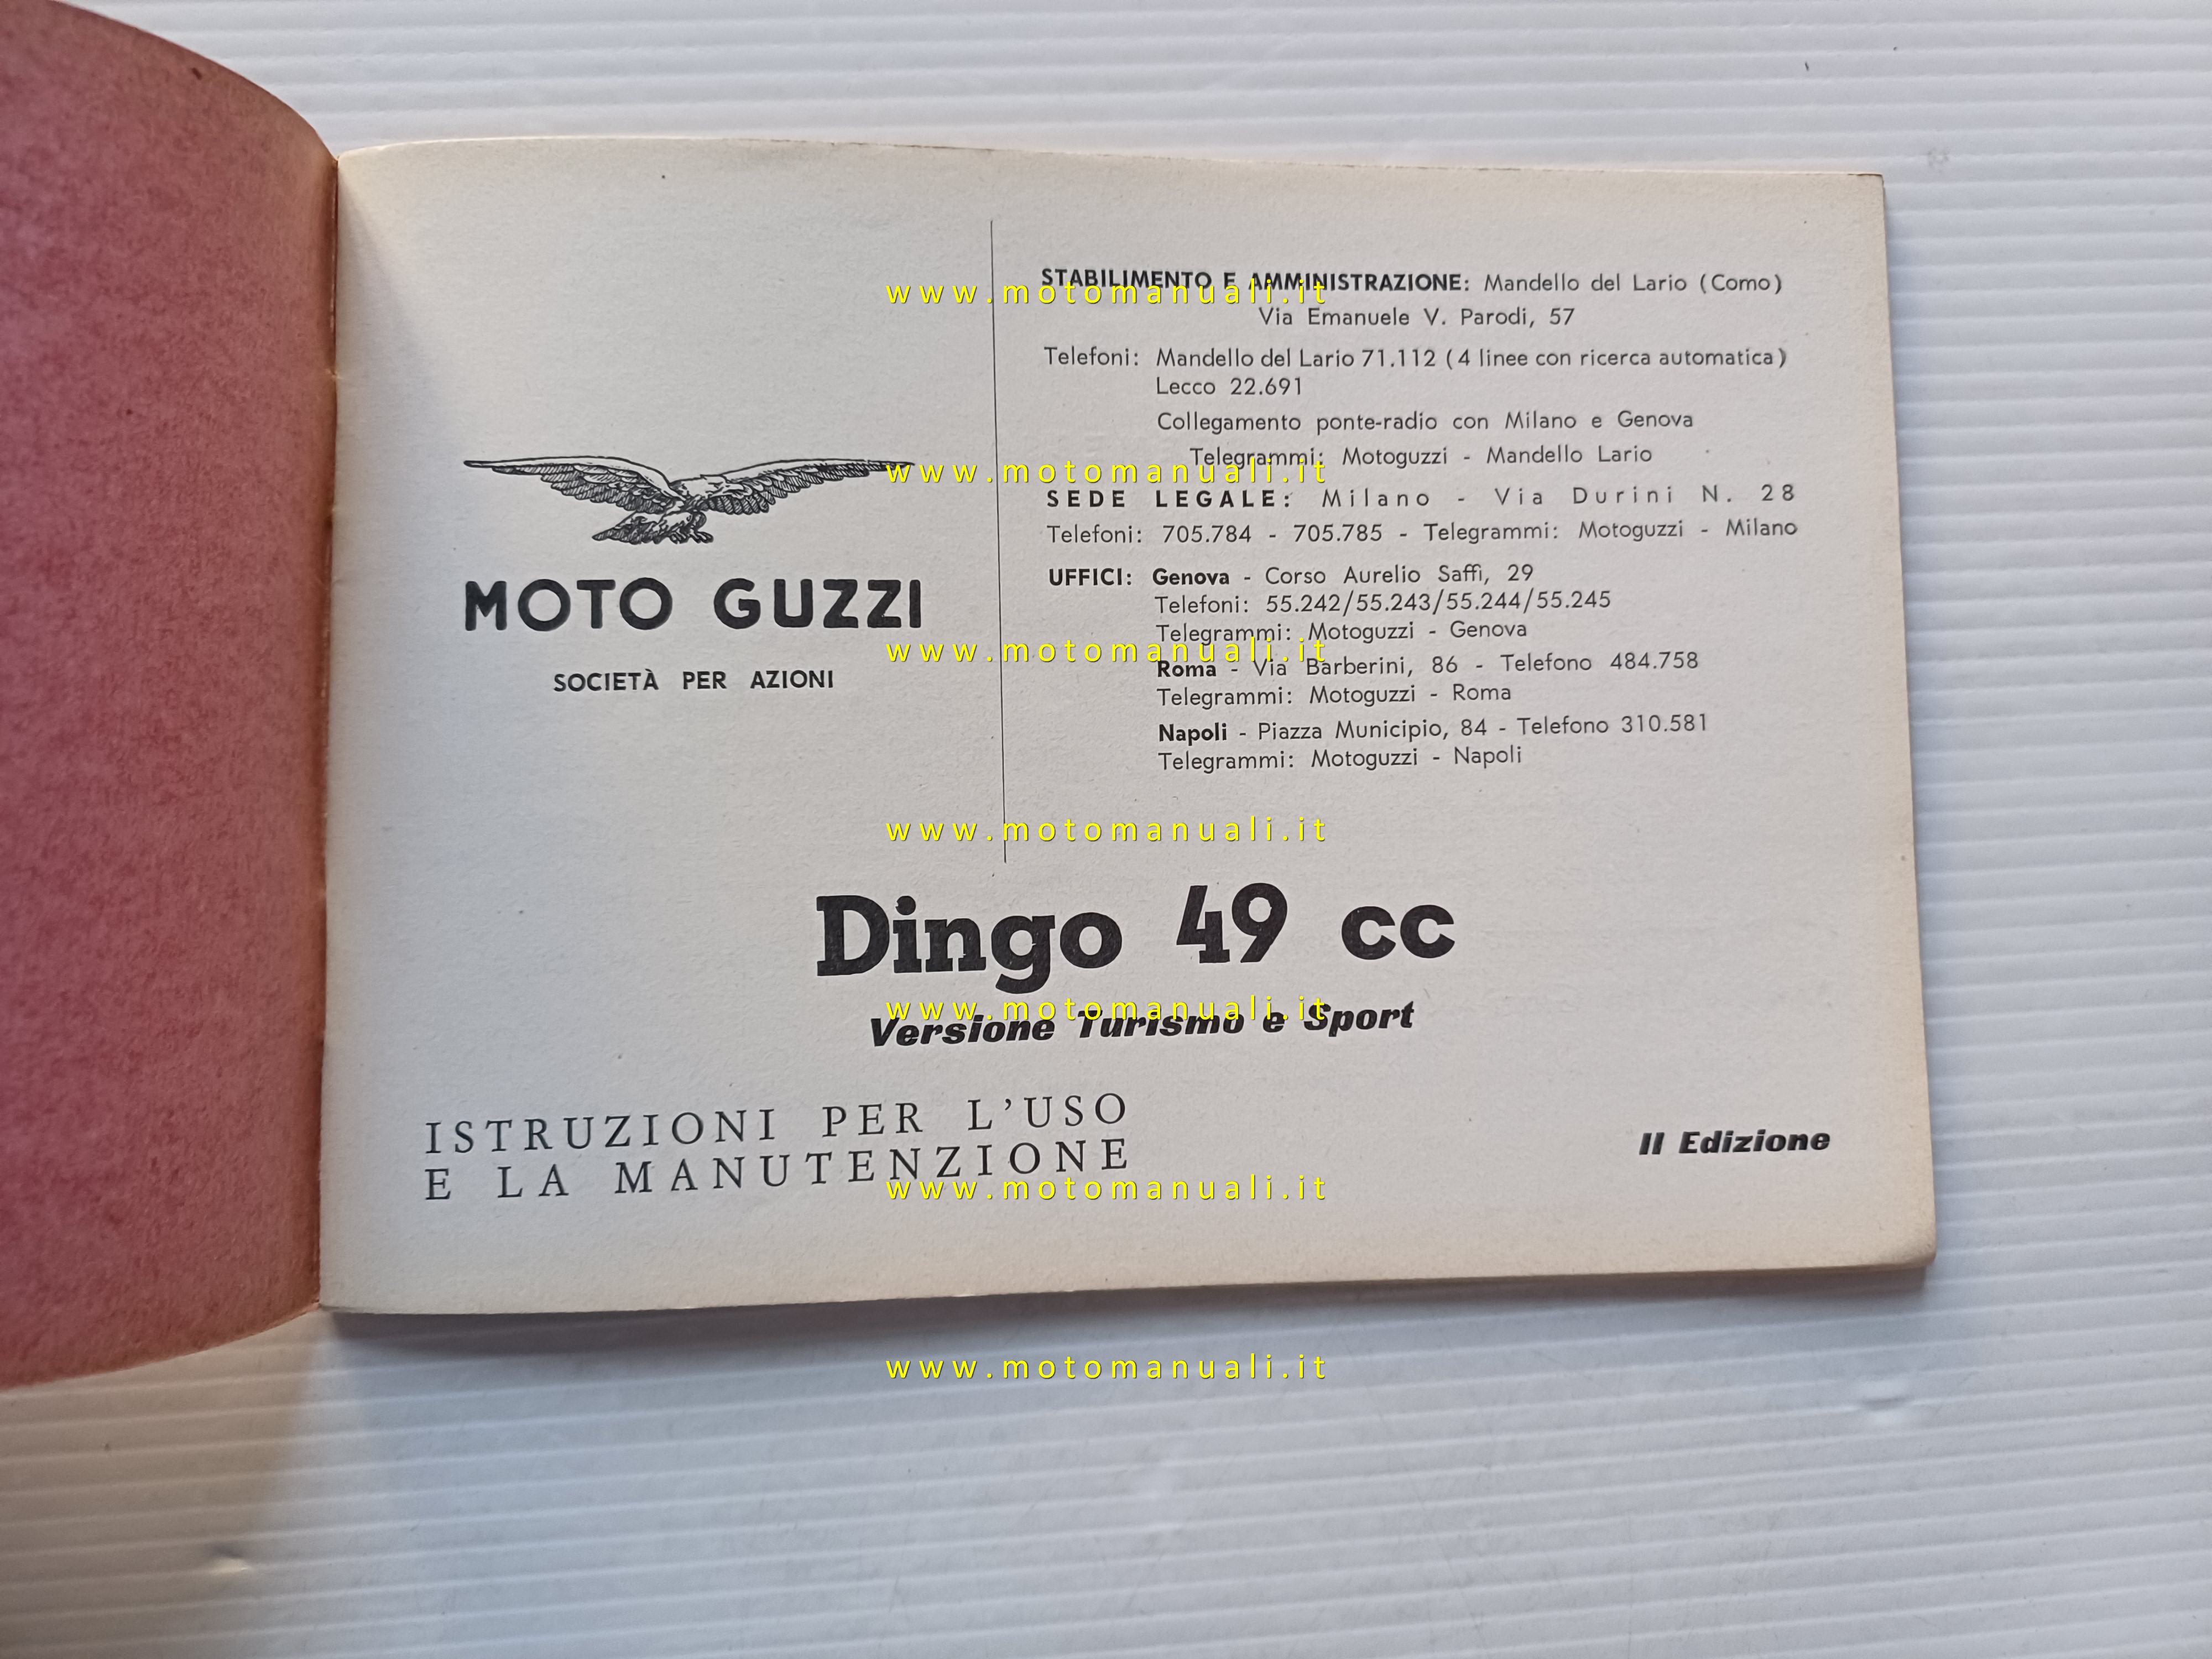 MOTO GUZZI
SOCIETÀ PER AZIONI
STABILIMENTO E AMMINISTRAZIONE: Mandello del Lario (Como)
Via Emanuele V. Parodi, 57
Telefoni: Mandello del Lario 71.112 (4 linee con ricerca automatica)
Lecco 22.691
Collegamento ponte-radio con Milano e Genova
Telegrammi: Motoguzzi - Mandello Lario
SEDE LEGALE: Milano - Via Durini N. 28
Telefoni: 705.784 - 705.785 - Telegrammi: Motoguzzi - Milano
UFFICI: Genova - Corso Aurelio Saffi, 29
Telefoni: 55.242/55.243/55.244/55.245
Telegrammi: Motoguzzi - Genova
Roma - Via Barberini, 86 - Telefono 484.758
Telegrammi: Motoguzzi - Roma
Napoli - Piazza Municipio, 84 - Telefono 310.581
Telegrammi: Motoguzzi - Napoli
Dingo 49 cc
Versione Turismo e Sport
ISTRUZIONI PER L'USO
E LA MANUTENZIONE
II Edizione
www.motomanuali.it
www.motomanuali.it
www.motomanuali.it
www.motomanuali.it
www.motomanuali.it
www.motomanuali.it
www.motomanuali.it